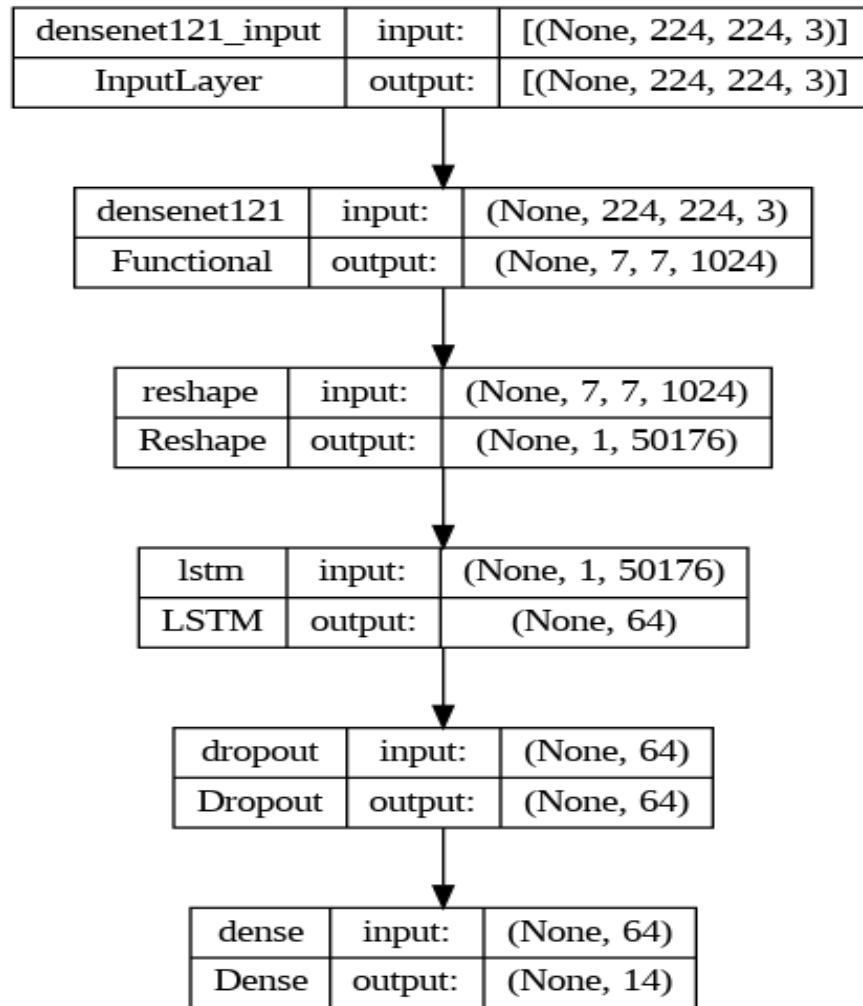 densenet121_input input: [(None, 224, 224, 3)]
InputLayer output: [(None, 224, 224, 3)]
densenet121 input: (None, 224, 224, 3)
Functional output: (None, 7, 7, 1024)
reshape input: (None, 7, 7, 1024)
Reshape output: (None, 1, 50176)
lstm input: (None, 1, 50176)
LSTM output: (None, 64)
dropout input: (None, 64)
Dropout output: (None, 64)
dense input: (None, 64)
Dense output: (None, 14)